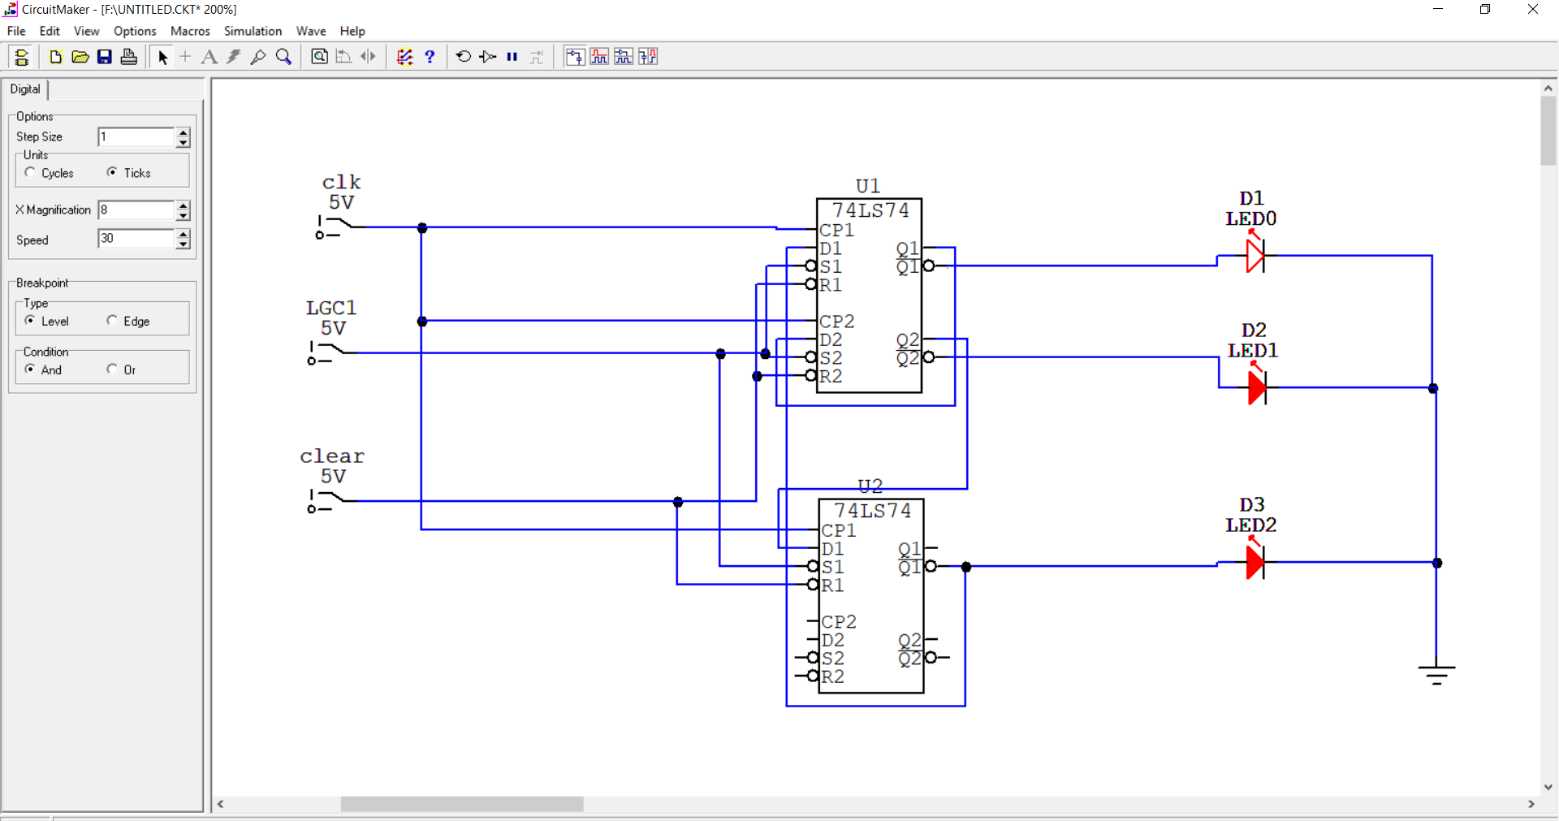 CircuitMaker - [F:\UNTITLED.CKT* 200%]
File Edit View Options Macros Simulation Wave Help
A ?
Digital
Options
Step Size 1
Units
Cycles Ticks
X Magnification 8
Speed 30
Breakpoint
Type
Level Edge
Condition
And Or
clk
5V
LGC1
5V
clear
5V
U1
74LS74
CP1
D1 Q1
S1 Q1
R1
CP2
D2 Q2
S2 Q2
R2
U2
74LS74
CP1
D1 Q1
S1 Q1
R1
CP2
D2 Q2
S2 Q2
R2
D1
LED0
D2
LED1
D3
LED2